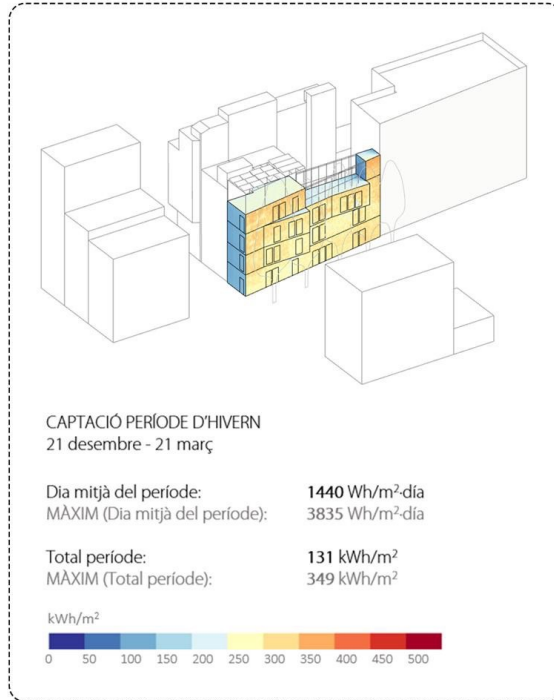 CAPTACIÓ PERÍODE D'HIVERN
21 desembre - 21 març
Dia mitjà del període: 1440 Wh/m²·día
MÀXIM (Dia mitjà del període): 3835 Wh/m²·día
Total període: 131 kWh/m²
MÀXIM (Total període): 349 kWh/m²
kWh/m²
0 50 100 150 200 250 300 350 400 450 500